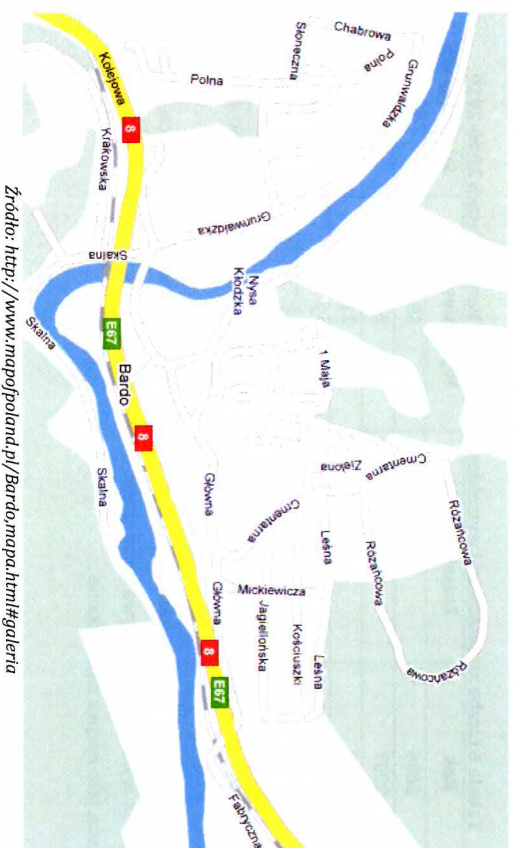 Chabrowa
Polna
Słoneczna
Grunwaldzka
Polna
Kolejowa
8
Krakowska
Grunwaldzka
Skalna
Nysa
Kłodzka
Skalna
E67
Bardo
1 Maja
8
Skalna
Główna
Cmentarna
Zielona
Cmentarna
Leśna
Różańcowa
Różańcowa
Różańcowa
Mickiewicza
Główna
Jagiellońska
Kościuszki
Leśna
8
E67
Fabryczna
Źródło: http://www.mapofpoland.pl/Bardo,mapa.html#galeria